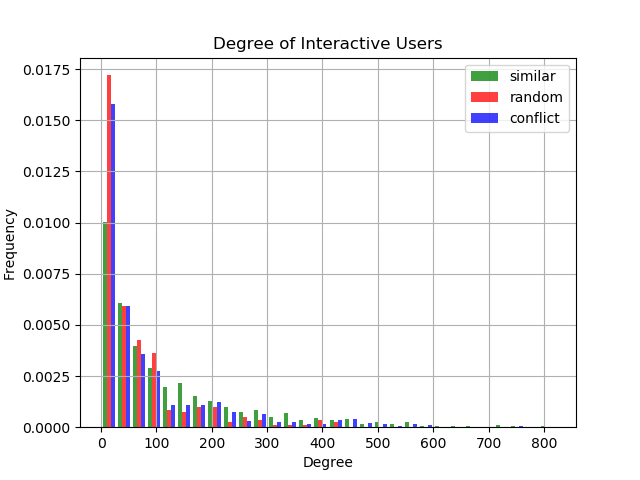 Degree of Interactive Users
similar
random
conflict
0.0175
0.0150
0.0125
0.0100
0.0075
0.0050
0.0025
0.0000
Frequency
0 100 200 300 400 500 600 700 800
Degree